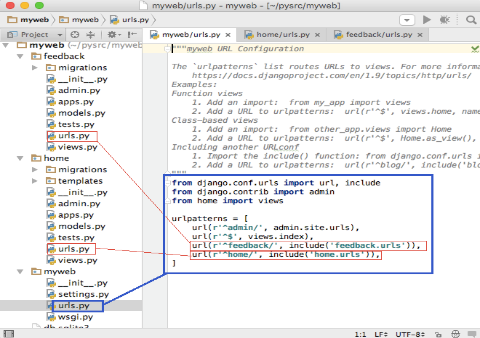 myweb/urls.py - myweb - [~/pysrc/myweb]
myweb
myweb
urls.py
Project
myweb/urls.py
home/urls.py
feedback/urls.py
myweb (~/pysrc/myweb
feedback
migrations
__init__.py
admin.py
apps.py
models.py
tests.py
urls.py
views.py
home
migrations
templates
__init__.py
admin.py
apps.py
models.py
tests.py
urls.py
views.py
myweb
__init__.py
settings.py
urls.py
wsgi.py
db.sqlite3
"""myweb URL Configuration
The `urlpatterns` list routes URLs to views. For more informa
https://docs.djangoproject.com/en/1.9/topics/http/urls/
Examples:
Function views
1. Add an import:  from my_app import views
2. Add a URL to urlpatterns:  url(r'^$', views.home, name
Class-based views
1. Add an import:  from other_app.views import Home
2. Add a URL to urlpatterns:  url(r'^$', Home.as_view(),
Including another URLconf
1. Import the include() function: from django.conf.urls i
2. Add a URL to urlpatterns:  url(r'^blog/', include('blo
"""
from django.conf.urls import url, include
from django.contrib import admin
from home import views
urlpatterns = [
url(r'^admin/', admin.site.urls),
url(r'^$', views.index),
url(r'^feedback/', include('feedback.urls')),
url(r'^home/', include('home.urls')),
]
1:1 LF÷ UTF-8÷